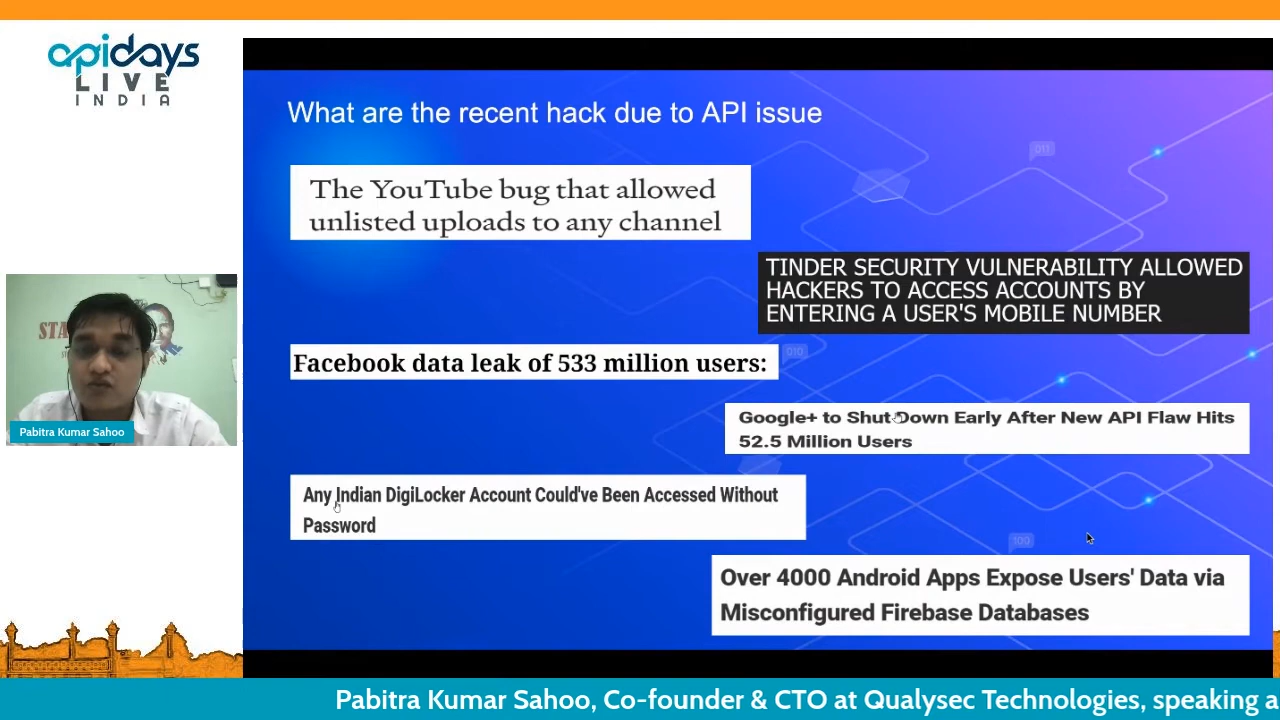 apidays
LIVE
INDIA
What are the recent hack due to API issue
011
The YouTube bug that allowed
unlisted uploads to any channel
TINDER SECURITY VULNERABILITY ALLOWED
HACKERS TO ACCESS ACCOUNTS BY
ENTERING A USER'S MOBILE NUMBER
STA
010
Facebook data leak of 533 million users:
Google+ to Shut Down Early After New API Flaw Hits
52.5 Million Users
Pabitra Kumar Sahoo
Any Indian DigiLocker Account Could've Been Accessed Without
Password
100
Over 4000 Android Apps Expose Users' Data via
Misconfigured Firebase Databases
Pabitra Kumar Sahoo, Co-founder & CTO at Qualysec Technologies, speaking a